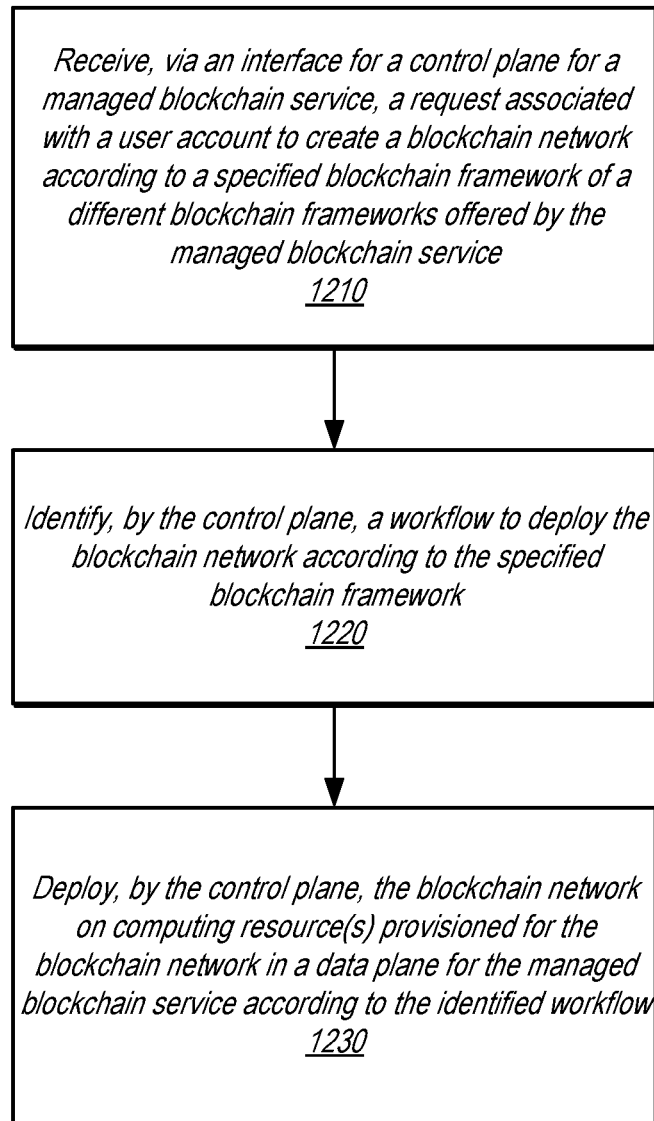 Receive, via an interface for a control plane for a
managed blockchain service, a request associated
with a user account to create a blockchain network
according to a specified blockchain framework of a
different blockchain frameworks offered by the
managed blockchain service
1210
Identify, by the control plane, a workflow to deploy the
blockchain network according to the specified
blockchain framework
1220
Deploy, by the control plane, the blockchain network
on computing resource(s) provisioned for the
blockchain network in a data plane for the managed
blockchain service according to the identified workflow
1230